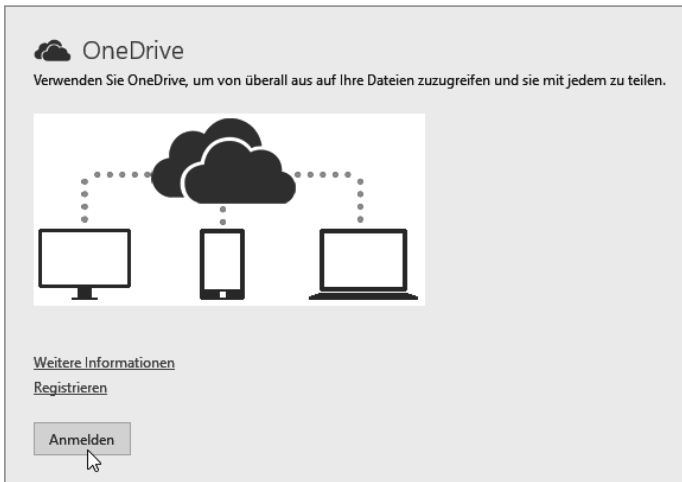 OneDrive
Verwenden Sie OneDrive, um von überall aus auf Ihre Dateien zuzugreifen und sie mit jedem zu teilen.
Weitere Informationen
Registrieren
Anmelden